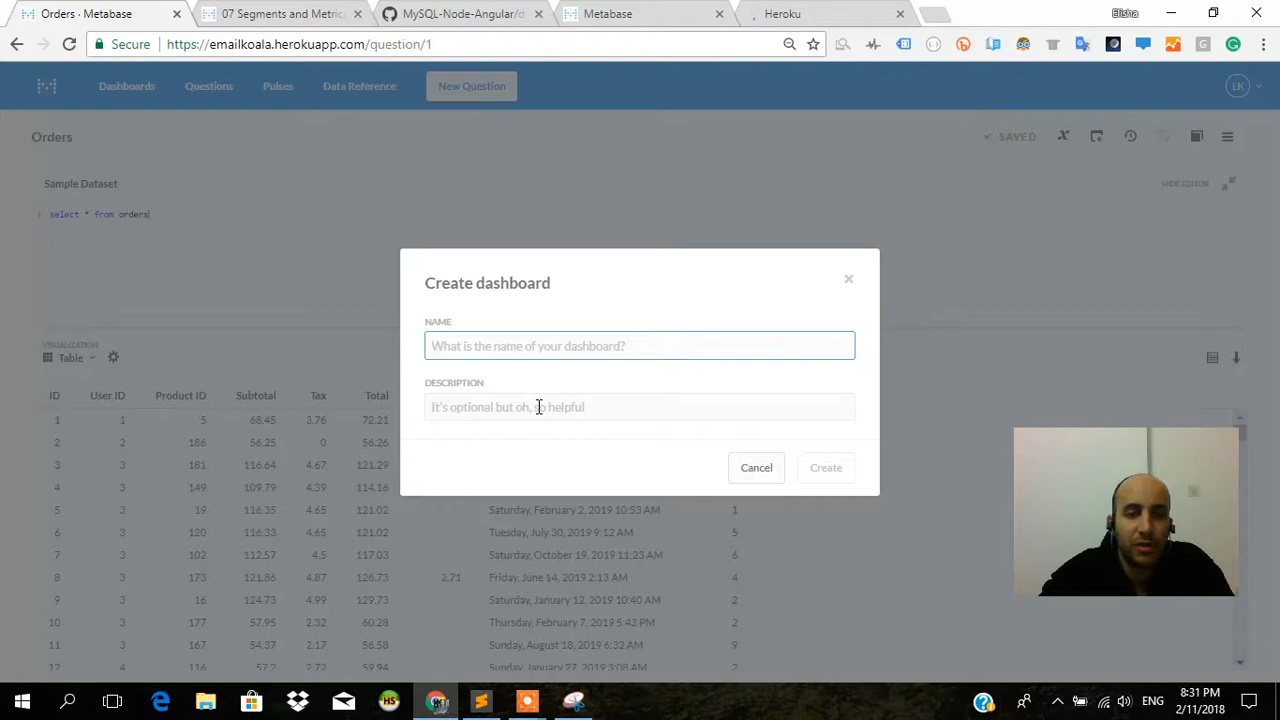 Orders · Metabase
07 Segments and Metric
MySQL-Node-Angular/d
Metabase
Heroku
Elisha
Secure
https://emailkoala.herokuapp.com/question/1
Dashboards
Questions
Pulses
Data Reference
New Question
LK
Orders
SAVED
Sample Dataset
HIDE EDITOR
select * from orders
Create dashboard
NAME
What is the name of your dashboard?
DESCRIPTION
It's optional but oh, so helpful
Cancel
Create
VISUALIZATION
Table
ID User ID Product ID Subtotal Tax Total
1 1 5 68.45 3.76 72.21
2 2 186 56.25 0 56.26
3 3 181 116.64 4.67 121.29
4 3 149 109.79 4.39 114.16
5 3 19 116.35 4.65 121.02 Saturday, February 2, 2019 10:53 AM 1
6 3 120 116.33 4.65 121.02 Tuesday, July 30, 2019 9:12 AM 5
7 3 102 112.57 4.5 117.03 Saturday, October 19, 2019 11:23 AM 6
8 3 173 121.86 4.87 126.73 2.71 Friday, June 14, 2019 2:13 AM 4
9 3 16 124.73 4.99 129.73 Saturday, January 12, 2019 10:40 AM 2
10 3 177 57.95 2.32 60.28 Thursday, February 7, 2019 5:43 PM 2
11 3 167 54.37 2.17 56.58 Sunday, August 18, 2019 6:32 AM 9
12 4 116 57.2 2.72 59.94 Sunday, January 27, 2019 3:08 AM 2
ENG
8:31 PM
2/11/2018